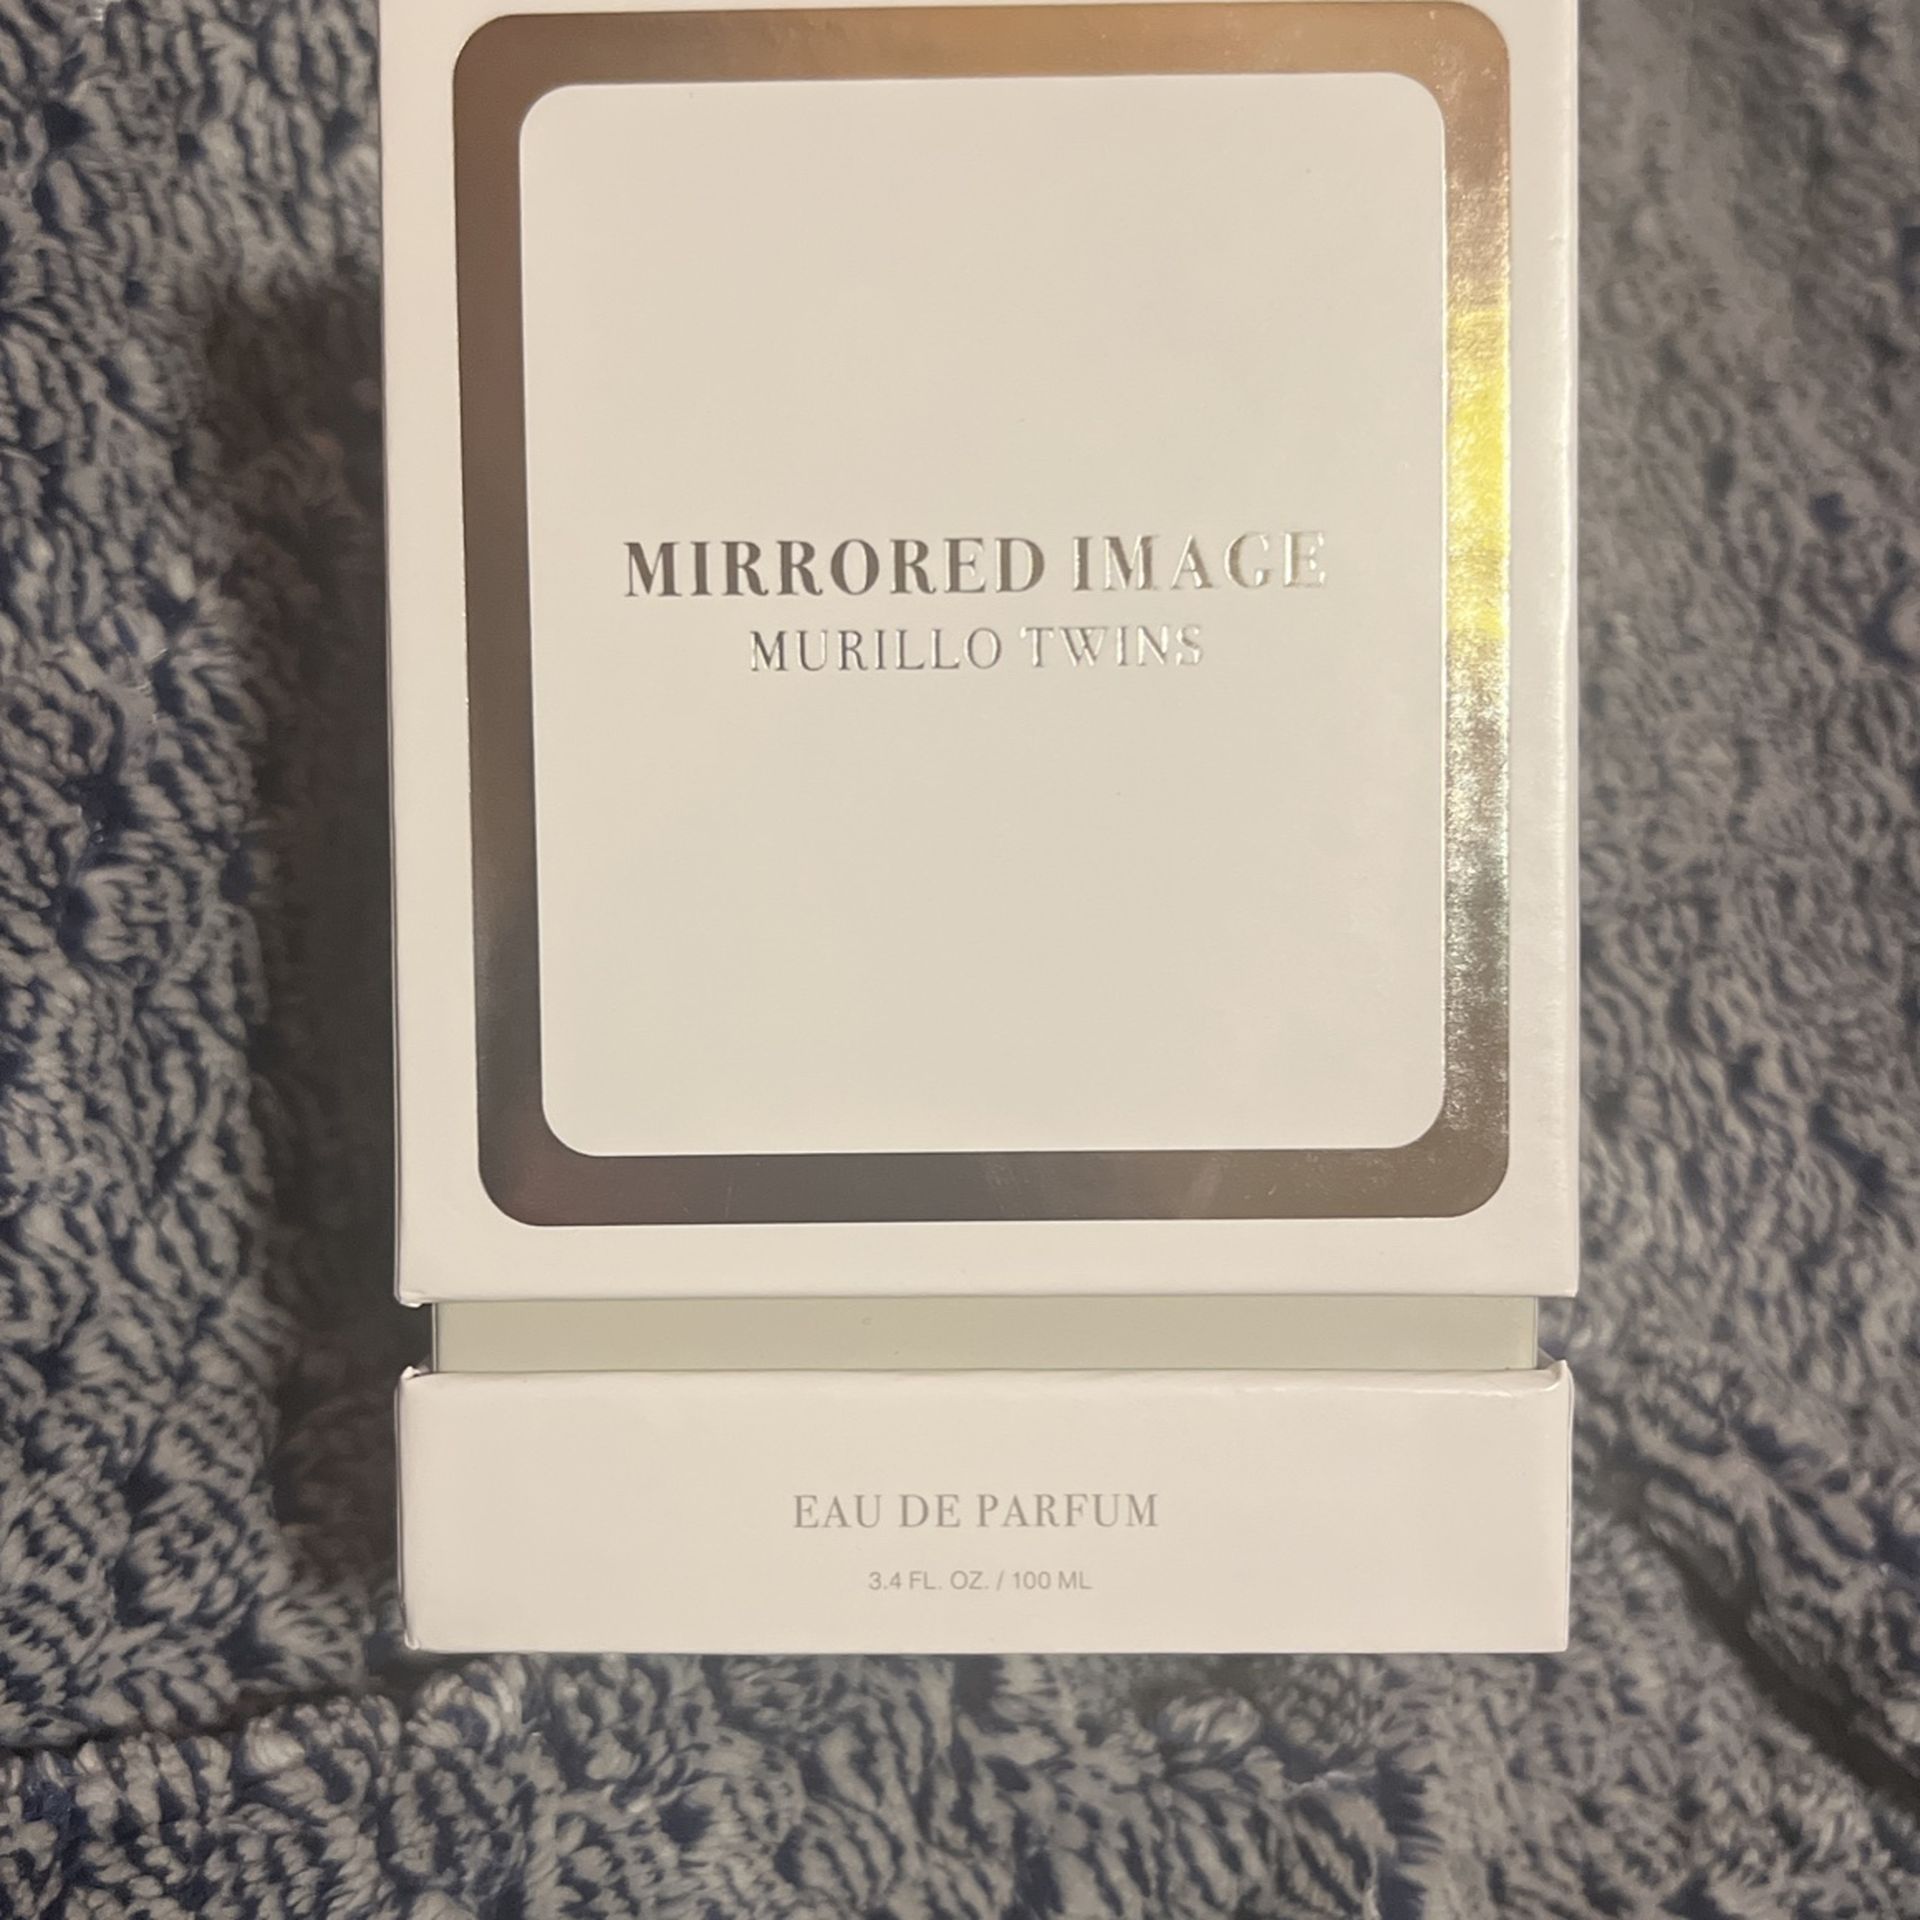 MIRRORED IMAGE
MURILLO TWINS
EAU DE PARFUM
3.4 FL. OZ. / 100 ML